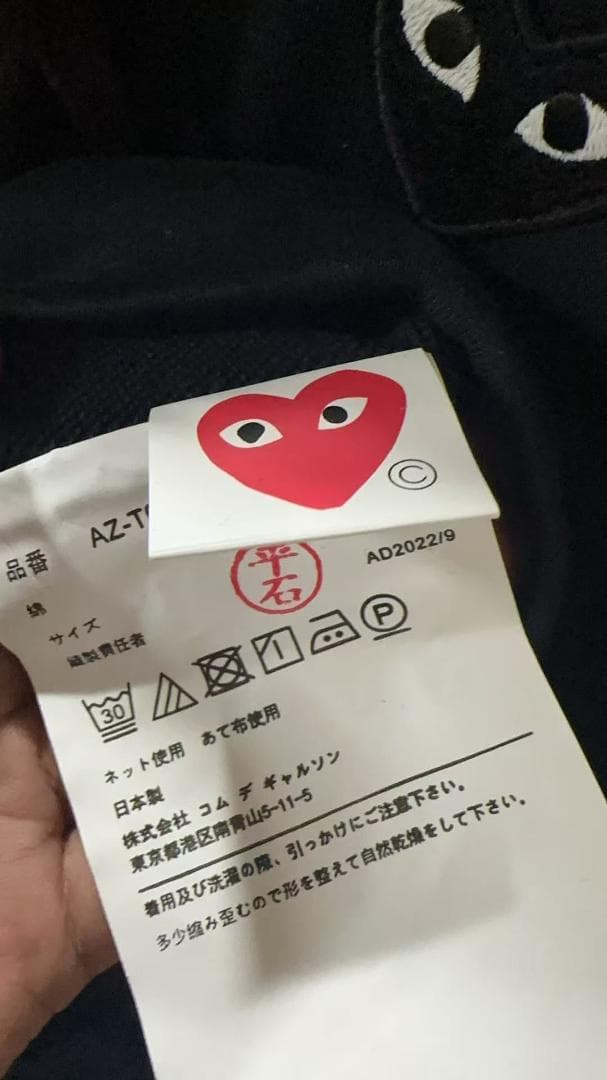 ©
品番 AZ-T
綿
サイズ
縫製責任者
平石
AD2022/9
30
P
ネット使用 あて布使用
日本製
株式会社 コム デ ギャルソン
東京都港区南青山5-11-5
着用及び洗濯の際、引っかけにご注意下さい。
多少縮み歪むので形を整えて自然乾燥をして下さい。